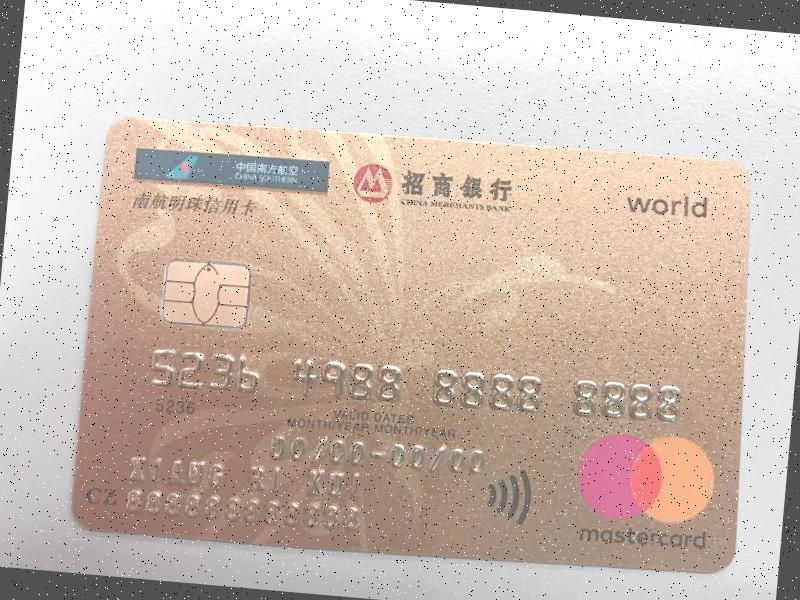 中国南方航空
CHINA SOUTHERN
招商银行
CHINA MERCHANTS BANK
world
南航明珠信用卡
5236 4988 8888 8888
5236
VALID DATES
MONTH/YEAR MONTH/YEAR
00/00-00/00
XIANG RI KUI
CZ 888888888888
mastercard